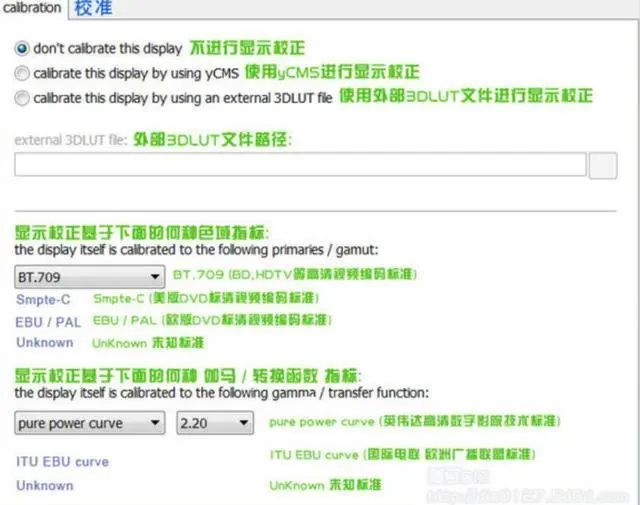 calibration 校准
don't calibrate this display 不进行显示校正
calibrate this display by using yCMS 使用yCMS进行显示校正
calibrate this display by using an external 3DLUT file 使用外部3DLUT文件进行显示校正
external 3DLUT file: 外部3DLUT文件路径:
显示校正基于下面的何种色域指标:
the display itself is calibrated to the following primaries / gamut:
BT.709 BT.709 (BD,HDTV等高清视频编码标准)
Smpte-C Smpte-C (美版DVD标清视频编码标准)
EBU / PAL EBU / PAL (欧版DVD标清视频编码标准)
Unknown UnKnown 未知标准
显示校正基于下面的何种 伽马 / 转换函数 指标:
the display itself is calibrated to the following gamma / transfer function:
pure power curve 2.20 pure power curve (英伟达高清数字影院技术标准)
ITU EBU curve ITU EBU curve (国际电联 欧洲广播联盟标准)
Unknown UnKnown 未知标准